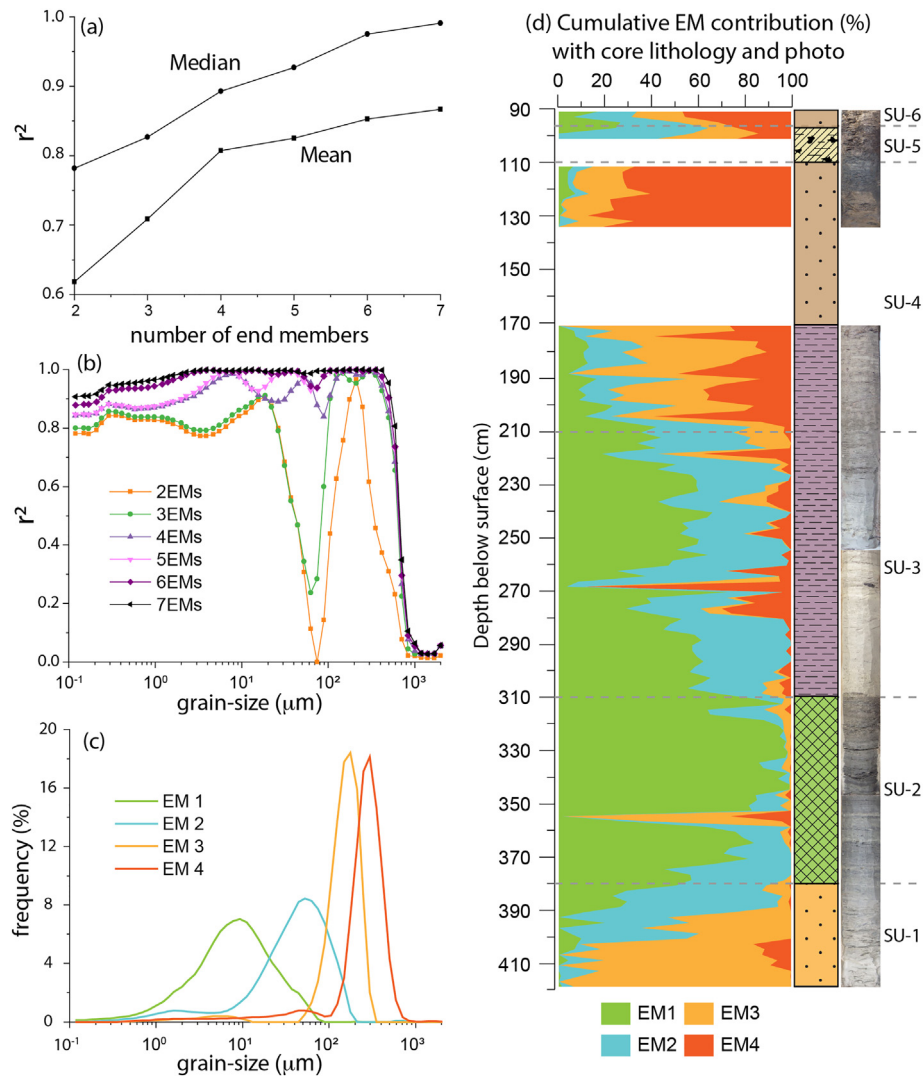 (a)
1.0
0.9
0.8
0.7
0.6
r²
Median
Mean
2 3 4 5 6 7
number of end members
(b)
1.0
0.8
0.6
0.4
0.2
0.0
r²
2EMs
3EMs
4EMs
5EMs
6EMs
7EMs
10⁻¹ 10⁰ 10¹ 10² 10³
grain-size (μm)
(c)
20
16
12
8
4
0
frequency (%)
EM 1
EM 2
EM 3
EM 4
10⁻¹ 10⁰ 10¹ 10² 10³
grain-size (μm)
(d) Cumulative EM contribution (%)
with core lithology and photo
0 20 40 60 80 100
90
110
130
150
170
190
210
230
250
270
290
310
330
350
370
390
410
Depth below surface (cm)
SU-6
SU-5
SU-4
SU-3
SU-2
SU-1
EM1 EM3
EM2 EM4